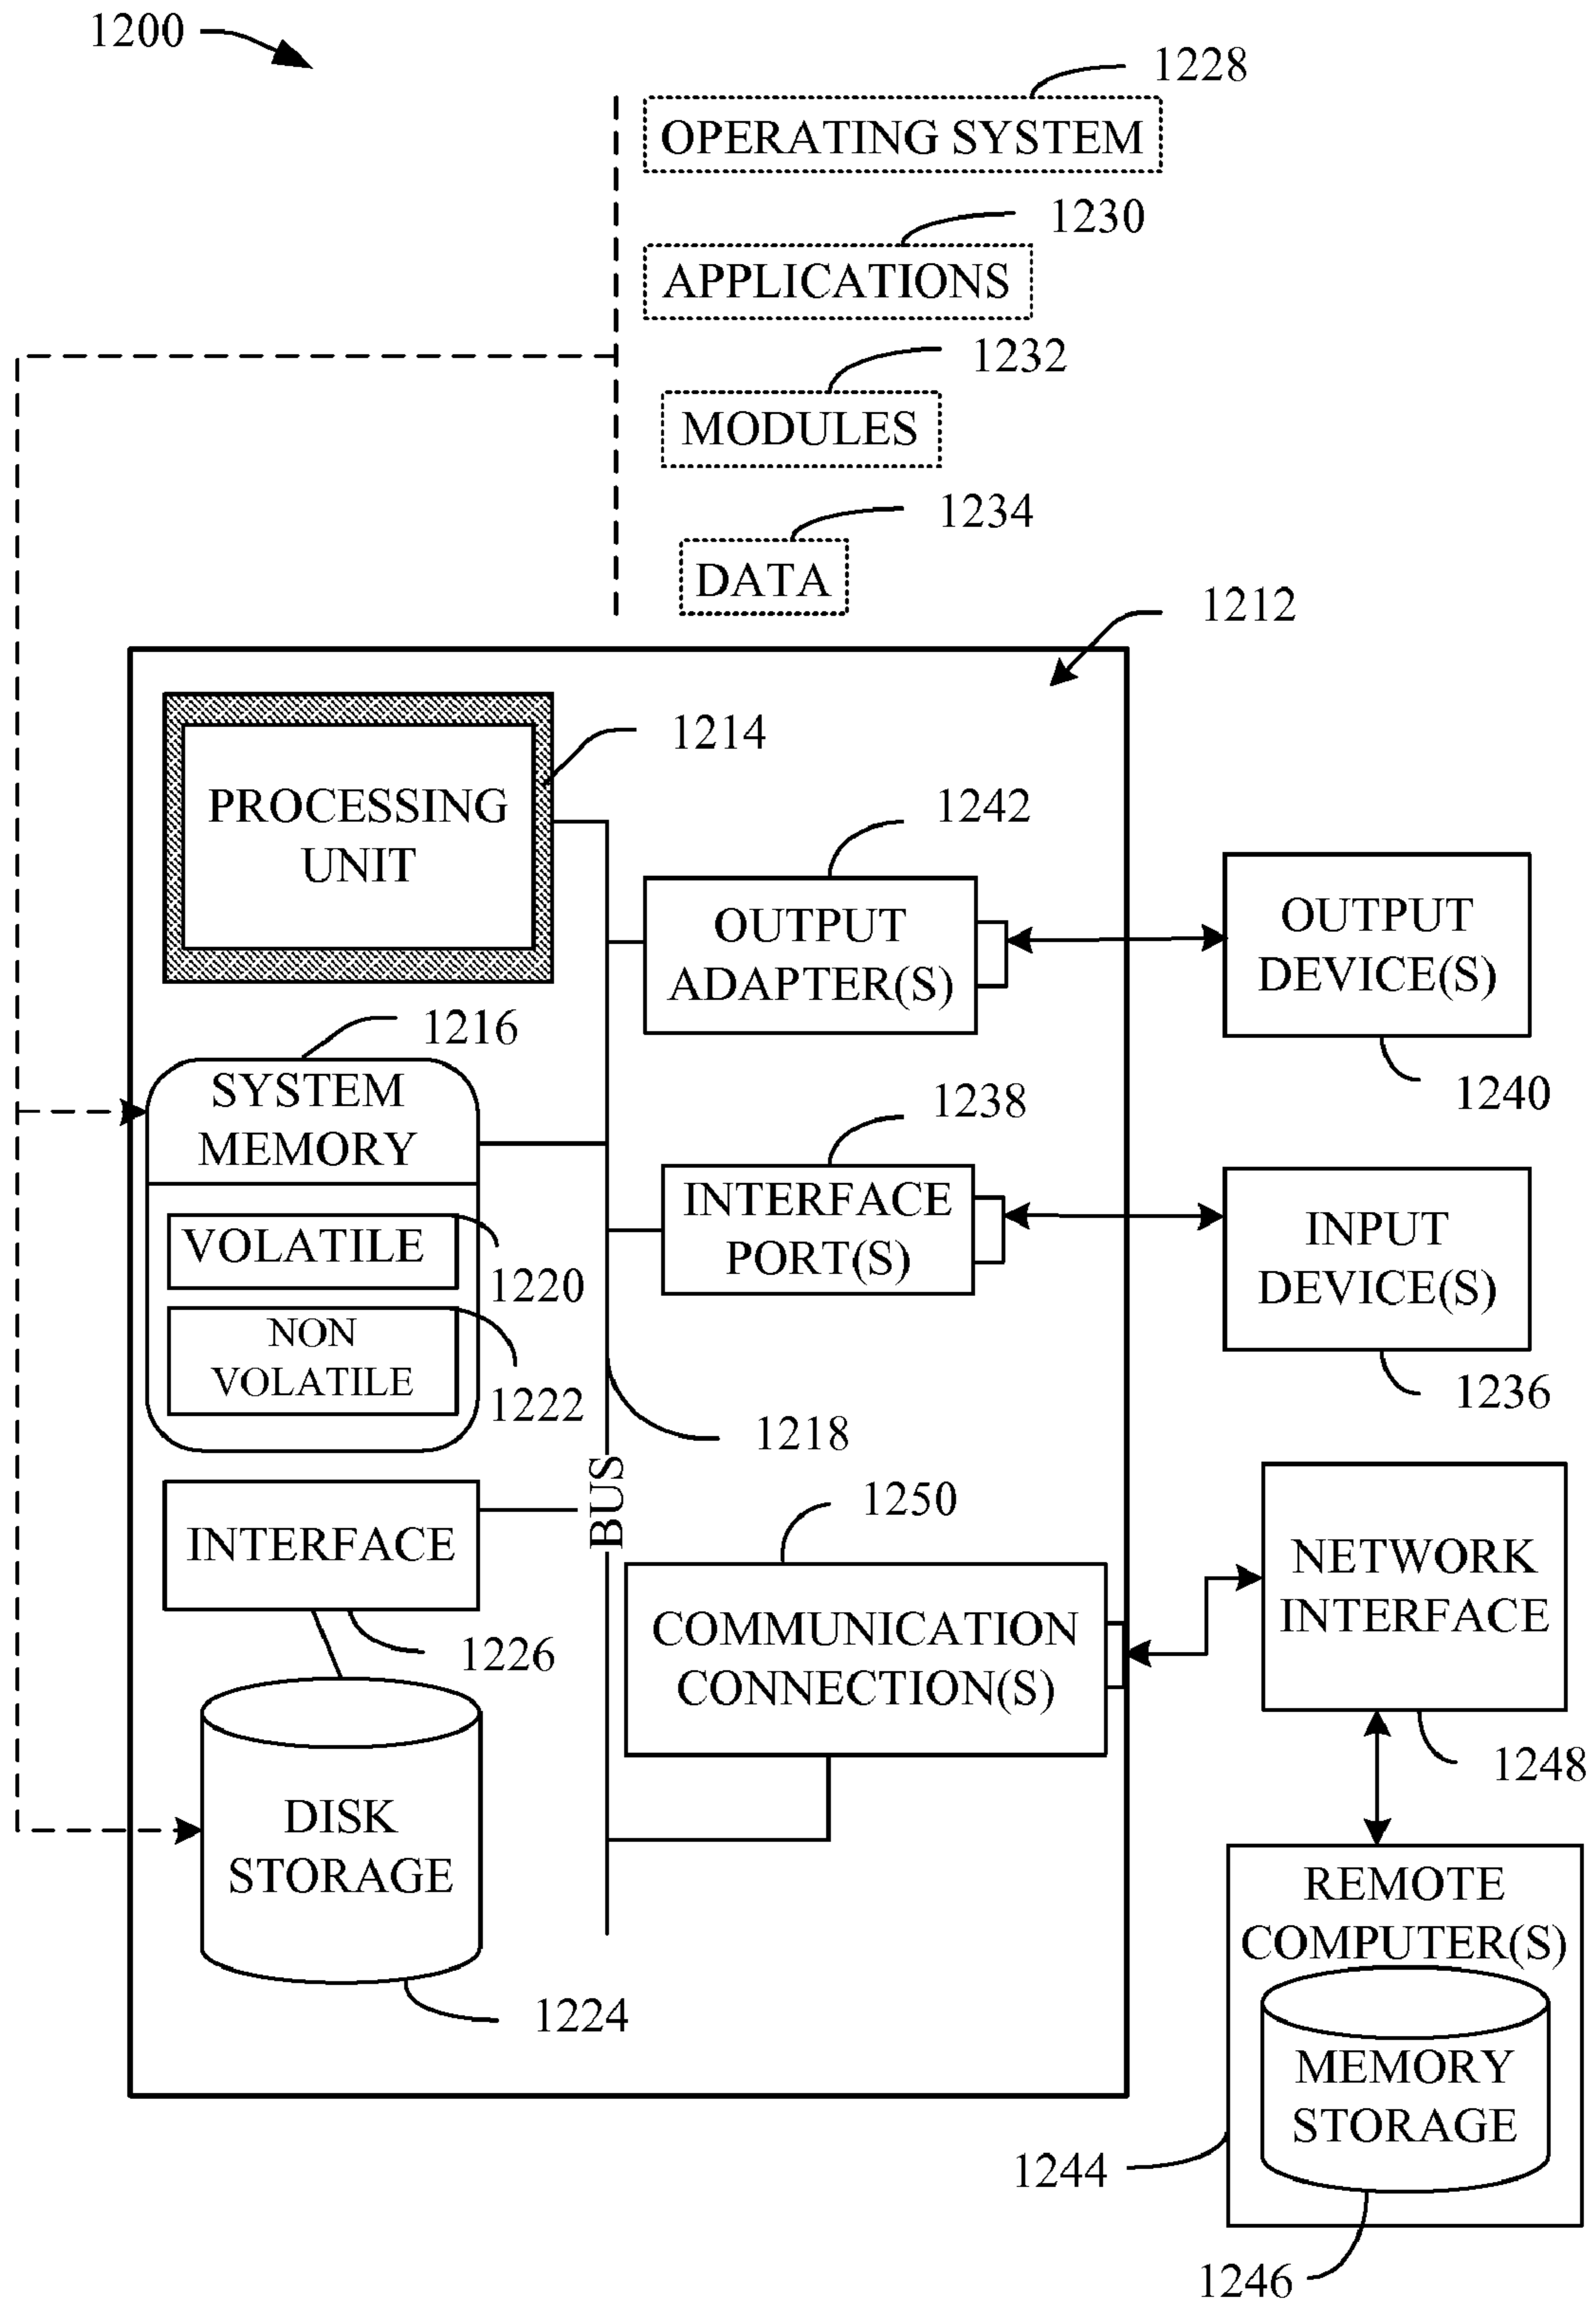 1200
1228
OPERATING SYSTEM
1230
APPLICATIONS
1232
MODULES
1234
DATA
1212
1214
PROCESSING
UNIT
1242
OUTPUT
ADAPTER(S)
OUTPUT
DEVICE(S)
1240
1216
SYSTEM
MEMORY
VOLATILE
1220
NON
VOLATILE
1222
1238
INTERFACE
PORT(S)
INPUT
DEVICE(S)
1236
1218
BUS
INTERFACE
1226
1250
COMMUNICATION
CONNECTION(S)
NETWORK
INTERFACE
1248
DISK
STORAGE
1224
REMOTE
COMPUTER(S)
MEMORY
STORAGE
1244
1246